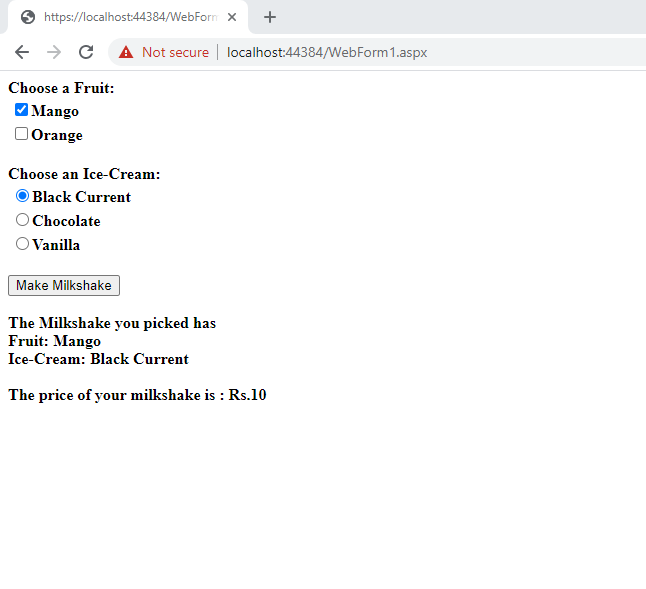 https://localhost:44384/WebForm
Not secure
localhost:44384/WebForm1.aspx
Choose a Fruit:
Mango
Orange
Choose an Ice-Cream:
Black Current
Chocolate
Vanilla
Make Milkshake
The Milkshake you picked has
Fruit: Mango
Ice-Cream: Black Current
The price of your milkshake is : Rs.10